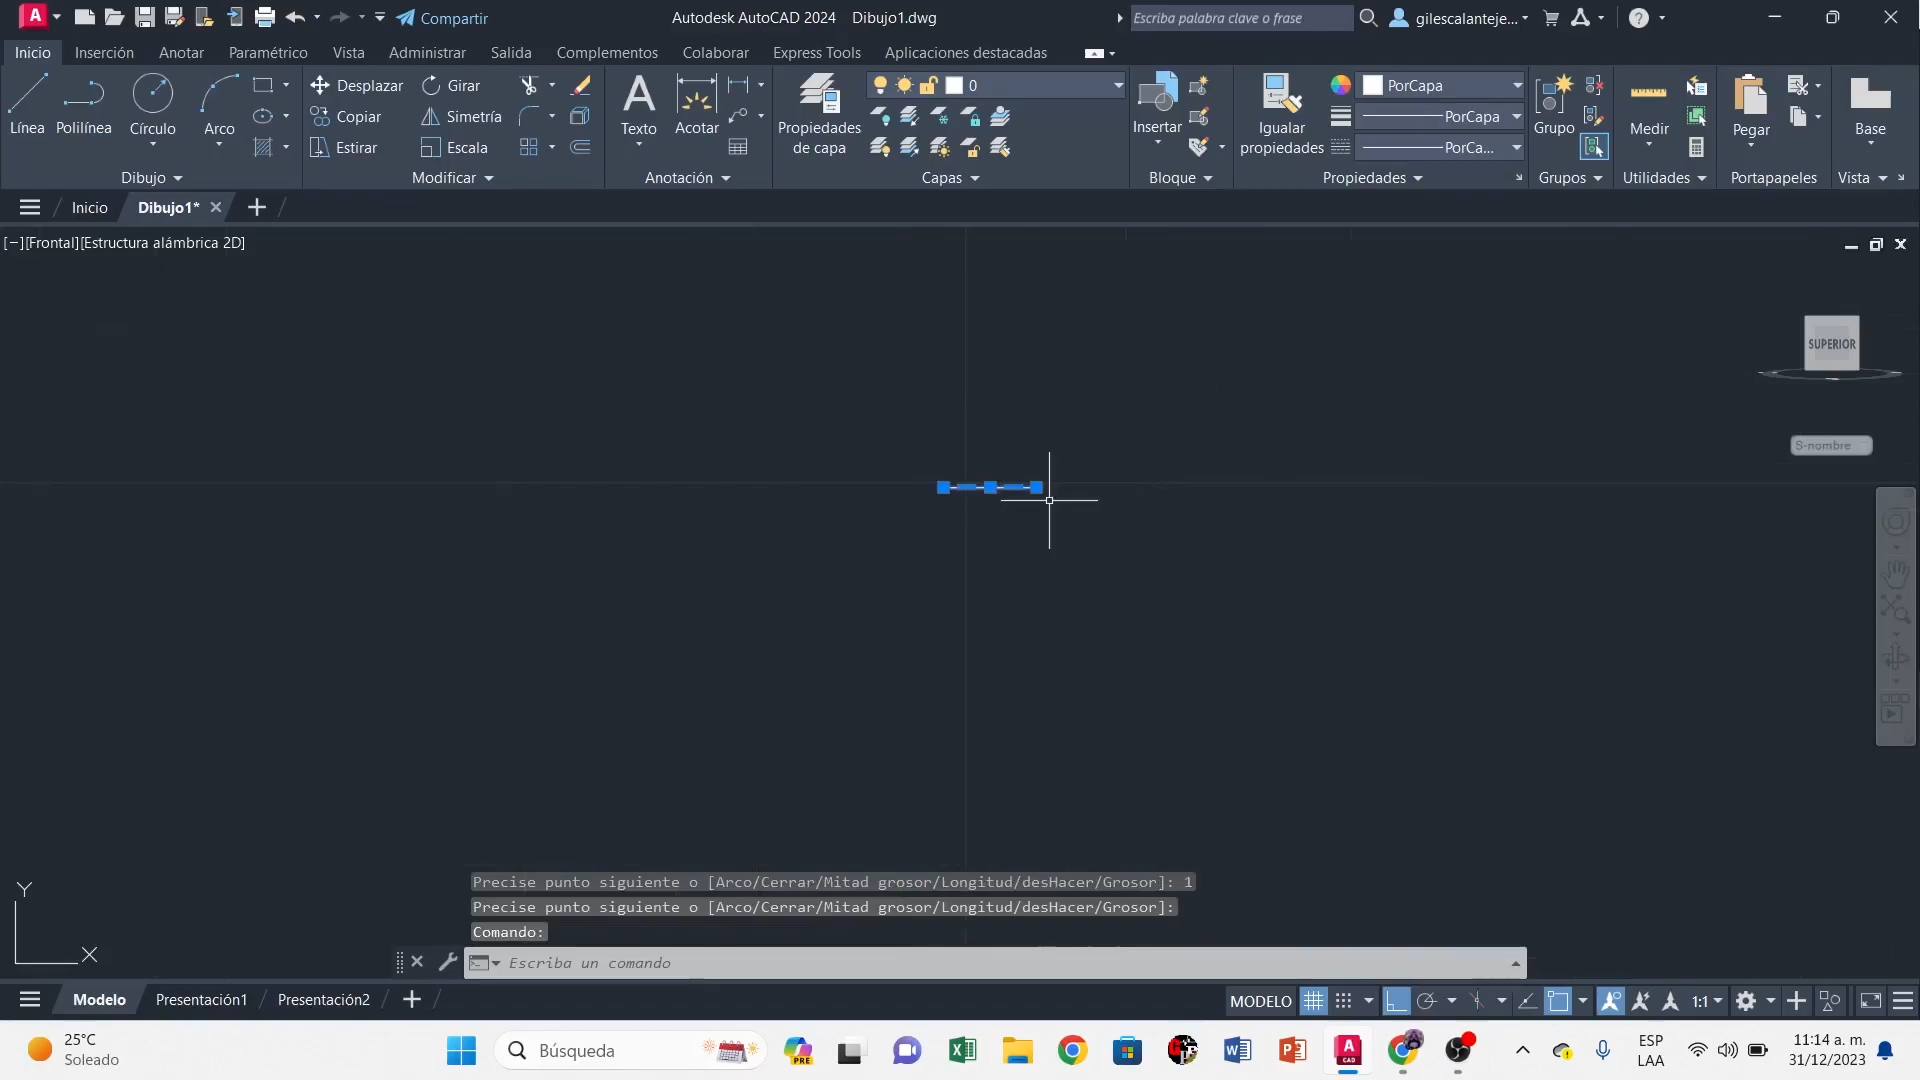 Compartir
Autodesk AutoCAD 2024 Dibujo1.dwg
Escriba palabra clave o frase
gilescalanteje...
Inicio Inserción Anotar Paramétrico Vista Administrar Salida Complementos Colaborar Express Tools Aplicaciones destacadas
Línea Polilínea Círculo Arco
Desplazar Girar
Copiar Simetría
Estirar Escala
Texto Acotar
Propiedades de capa
0
Insertar
Igualar propiedades
PorCapa
PorCapa
PorCa...
Grupo Medir Pegar Base
Dibujo Modificar Anotación Capas Bloque Propiedades Grupos Utilidades Portapapeles Vista
Inicio Dibujo1*
[−][Frontal][Estructura alámbrica 2D]
SUPERIOR
S-nombre
Y
X
Precise punto siguiente o [Arco/Cerrar/Mitad grosor/Longitud/desHacer/Grosor]: 1
Precise punto siguiente o [Arco/Cerrar/Mitad grosor/Longitud/desHacer/Grosor]:
Comando:
Escriba un comando
Modelo Presentación1 Presentación2
MODELO 1:1
25°C
Soleado
Búsqueda
PRE
ESP
LAA
11:14 a. m.
31/12/2023